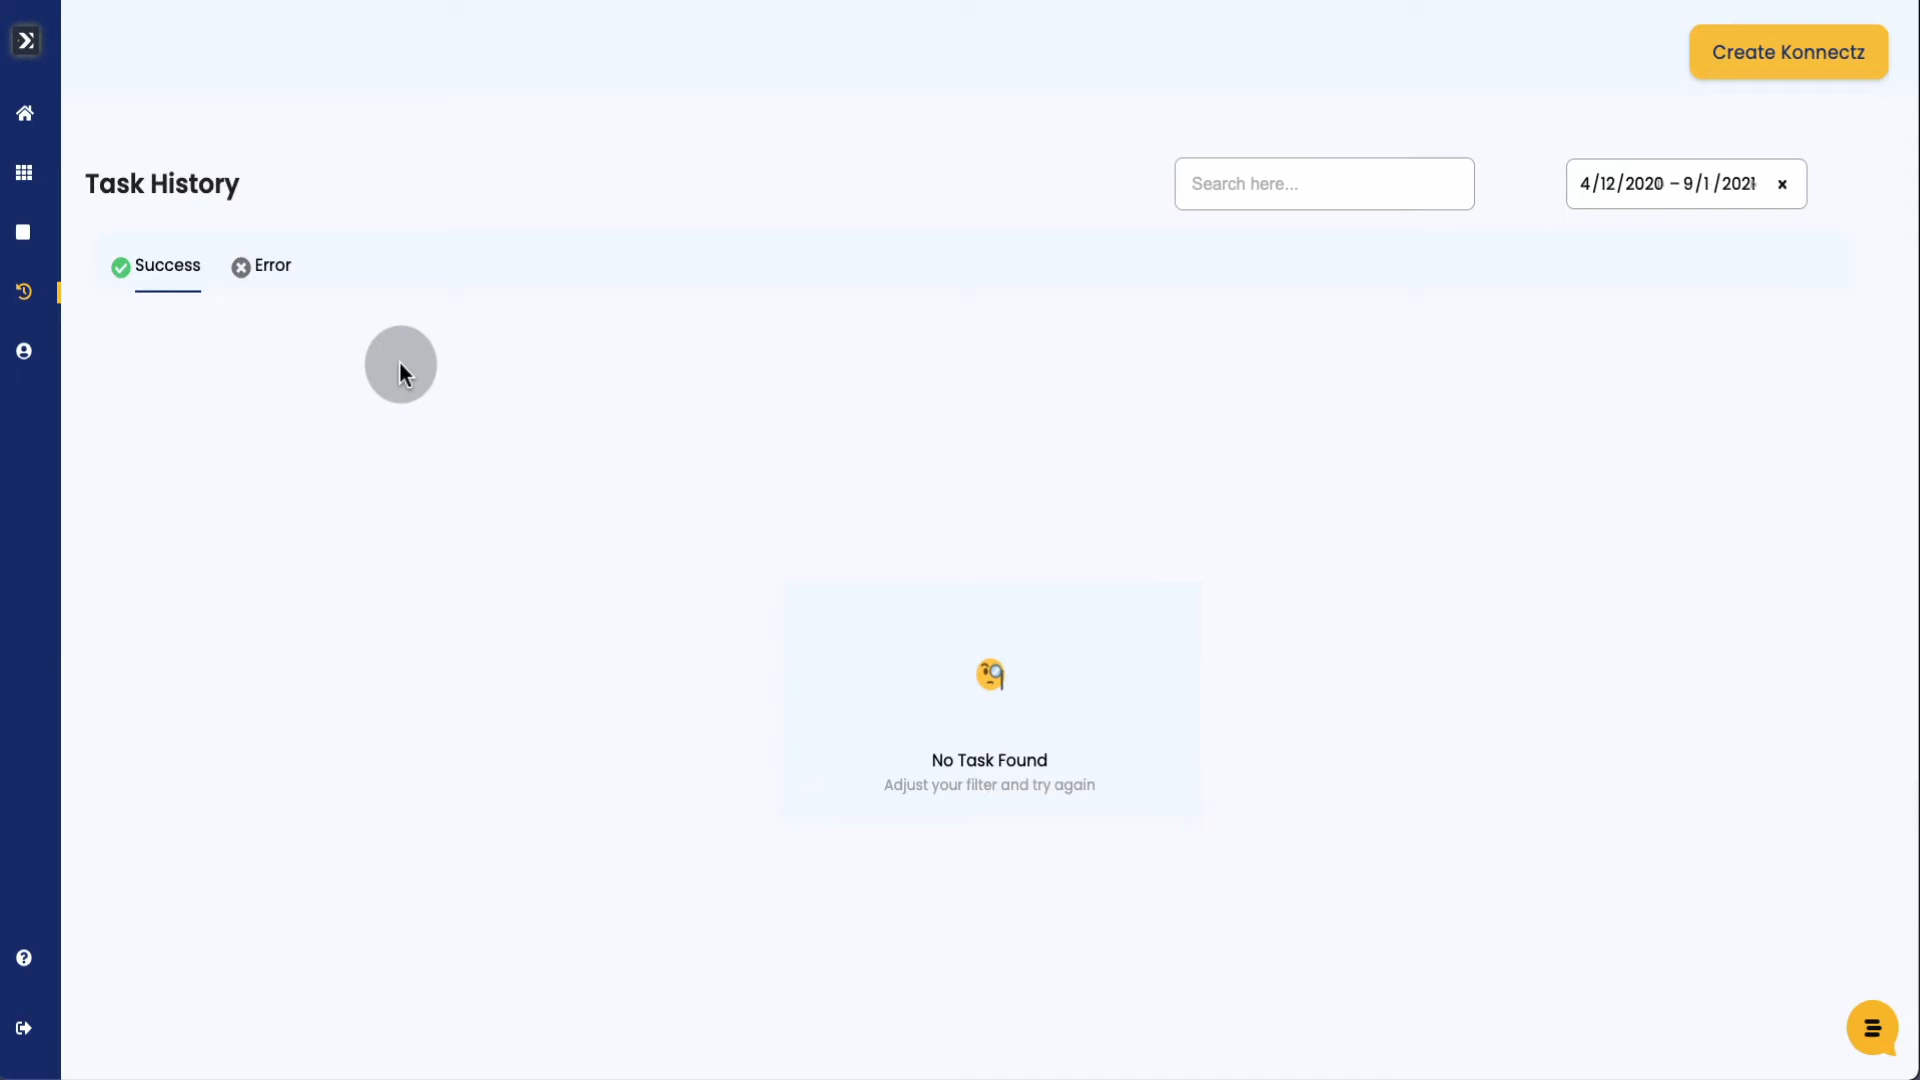 Create Konnectz
Task History
Search here...
4/12/2020 – 9/1/2021
Success
Error
No Task Found
Adjust your filter and try again